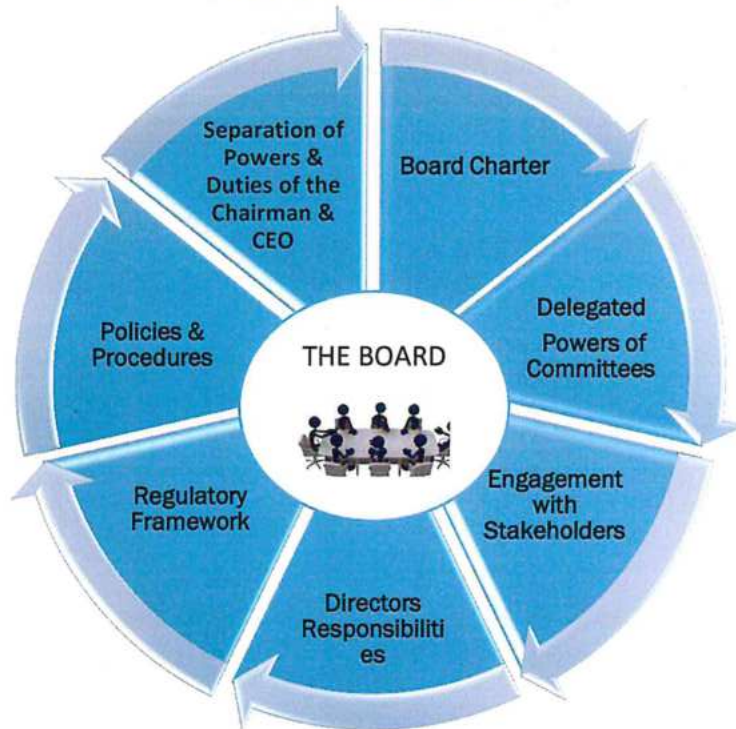 Separation of
Powers &
Duties of the
Chairman &
CEO
Board Charter
Delegated
Powers of
Committees
Engagement
with
Stakeholders
Directors
Responsibiliti
es
Regulatory
Framework
Policies &
Procedures
THE BOARD